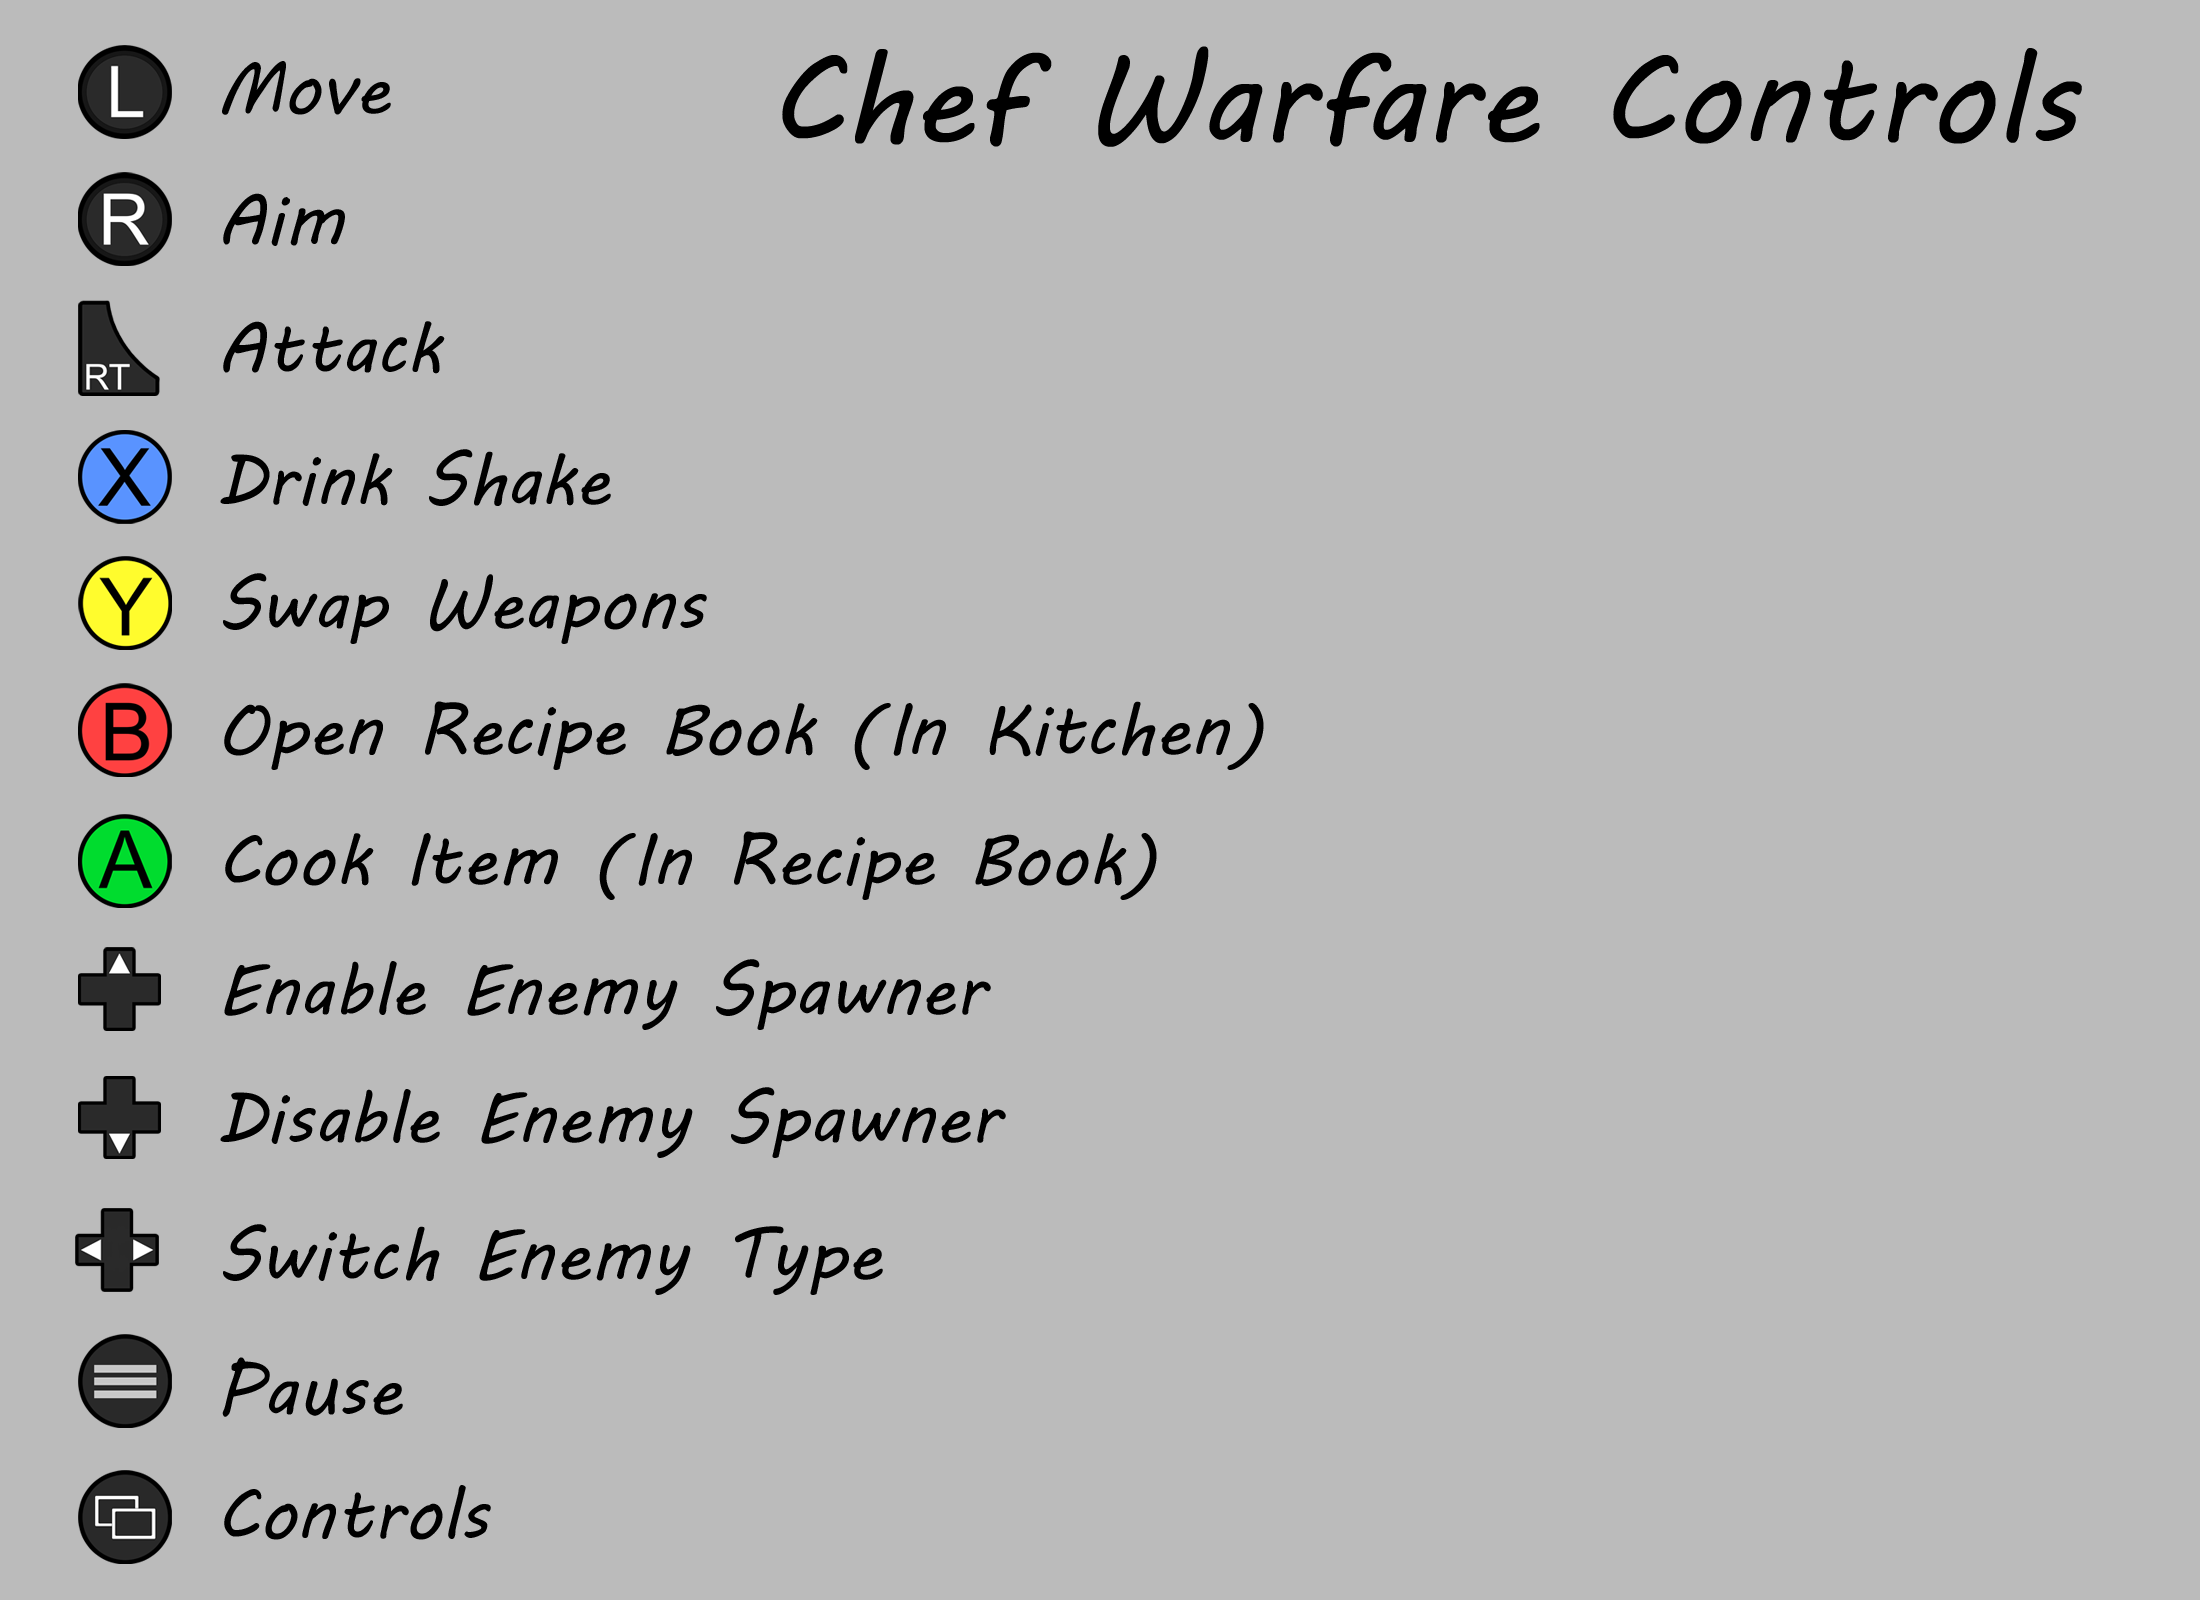 Chef Warfare Controls
L Move
R Aim
RT Attack
X Drink Shake
Y Swap Weapons
B Open Recipe Book (In Kitchen)
A Cook Item (In Recipe Book)
Enable Enemy Spawner
Disable Enemy Spawner
Switch Enemy Type
Pause
Controls